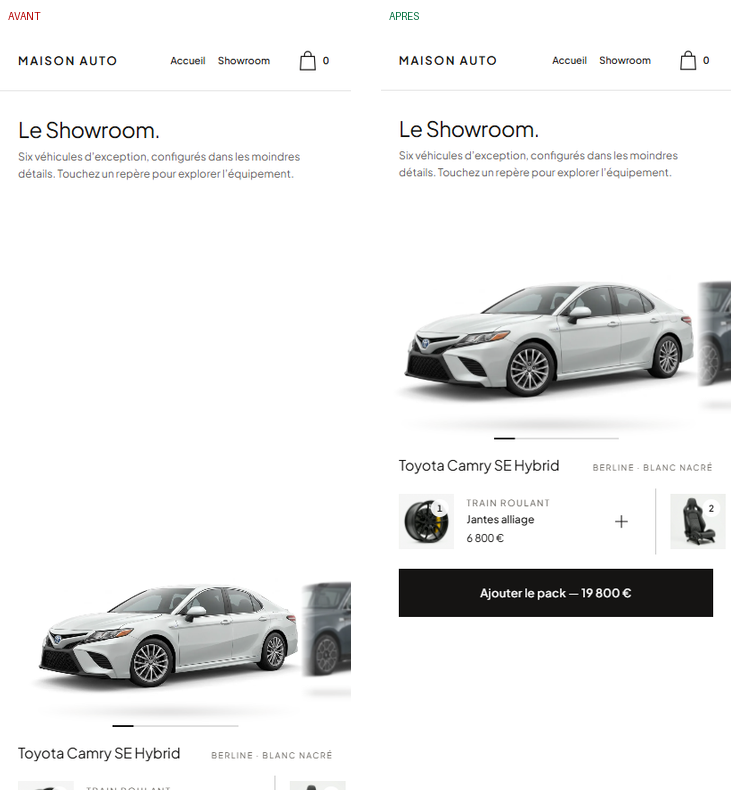 AVANT
MAISON AUTO
Accueil Showroom 0
Le Showroom.
Six véhicules d'exception, configurés dans les moindres
détails. Touchez un repère pour explorer l'équipement.
Toyota Camry SE Hybrid BERLINE · BLANC NACRÉ
TRAIN ROULANT
APRES
MAISON AUTO
Accueil Showroom 0
Le Showroom.
Six véhicules d'exception, configurés dans les moindres
détails. Touchez un repère pour explorer l'équipement.
Toyota Camry SE Hybrid BERLINE · BLANC NACRÉ
1
TRAIN ROULANT
Jantes alliage
6 800 €
2
Ajouter le pack — 19 800 €